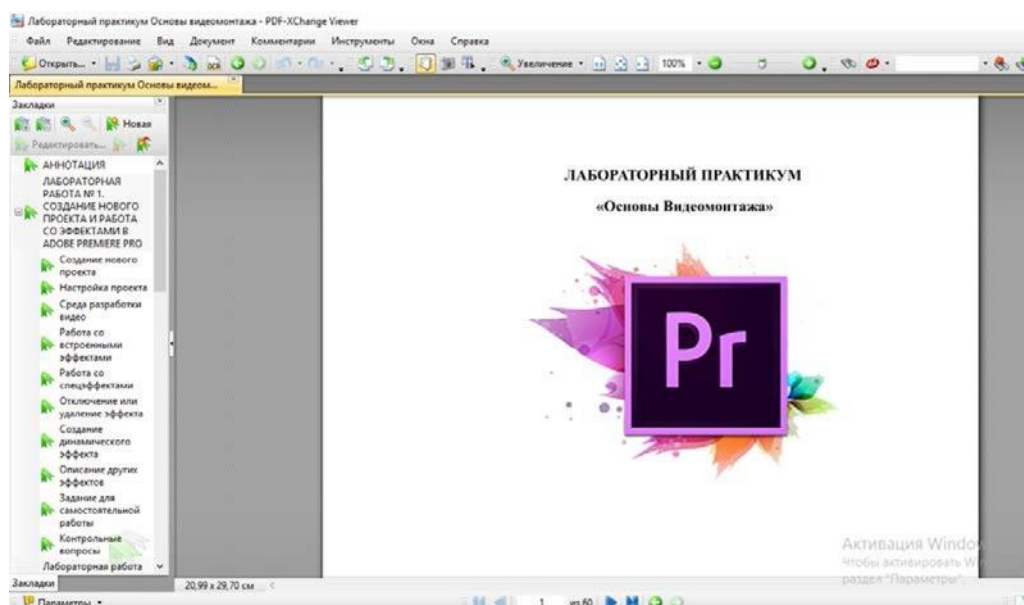 Лабораторный практикум Основы видеомонтажа - PDF-XChange Viewer
Файл Редактирование Вид Документ Комментарии Инструменты Окна Справка
Открыть... OCR Увеличение 100%
Лабораторный практикум Основы видеом...
Закладки
Новая
Редактировать...
АННОТАЦИЯ
ЛАБОРАТОРНАЯ
РАБОТА № 1.
СОЗДАНИЕ НОВОГО
ПРОЕКТА И РАБОТА
СО ЭФФЕКТАМИ В
ADOBE PREMIERE PRO
Создание нового
проекта
Настройка проекта
Среда разработки
видео
Работа со
встроенными
эффектами
Работа со
спецэффектами
Отключение или
удаление эффекта
Создание
динамического
эффекта
Описание других
эффектов
Задание для
самостоятельной
работы
Контрольные
вопросы
Лабораторная работа
Закладки
ЛАБОРАТОРНЫЙ ПРАКТИКУМ
«Основы Видеомонтажа»
Pr
Активация Window
Чтобы активировать Wi
раздел "Параметры".
20,99 x 29,70 см
Параметры 1 из 60